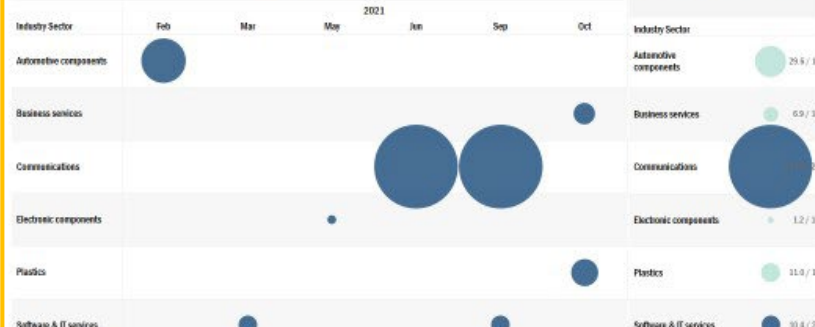 2021
Industry Sector Feb Mar May Jun Sep Oct Industry Sector
Automotive components Automotive
components 29.6 / 1
Business services Business services 6.9 / 1
Communications Communications
Electronic components Electronic components 1.2 / 1
Plastics Plastics 11.0 / 1
Software & IT services Software & IT services